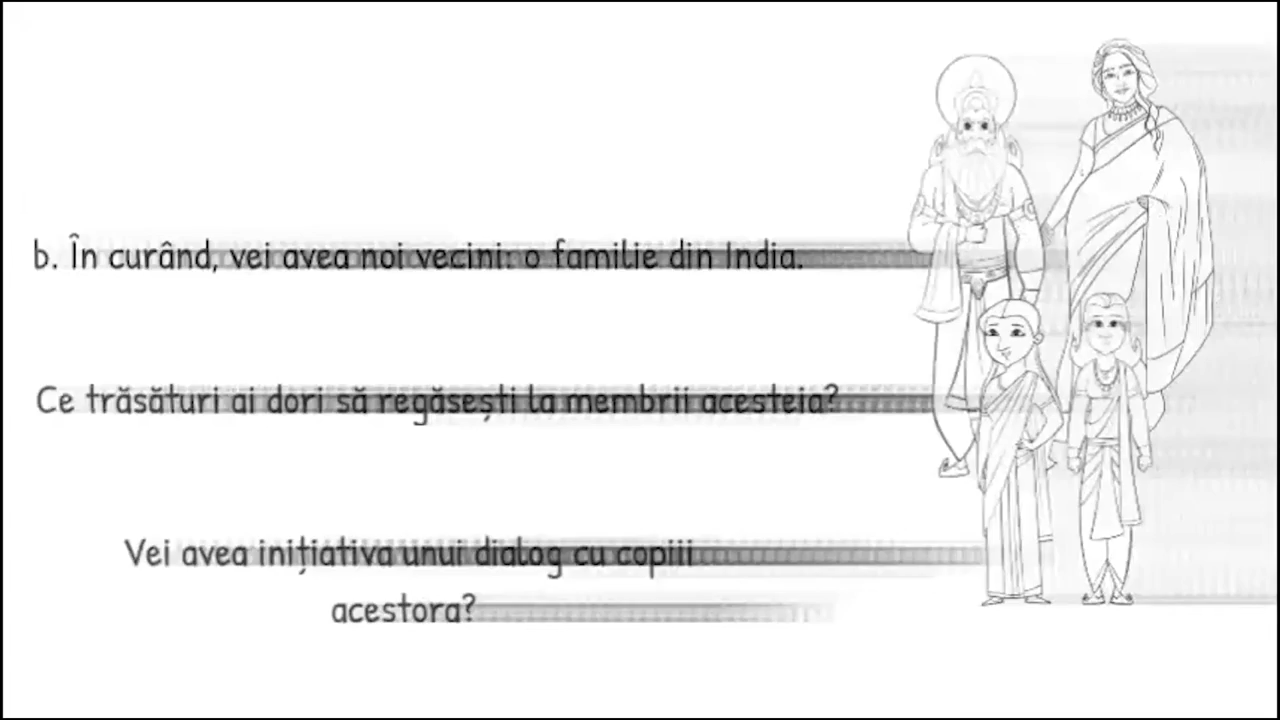 b. În curând, vei avea noi vecini: o familie din India.
Ce trăsături ai dori să regăsești la membrii acesteia?
Vei avea inițiativa unui dialog cu copiii
acestora?